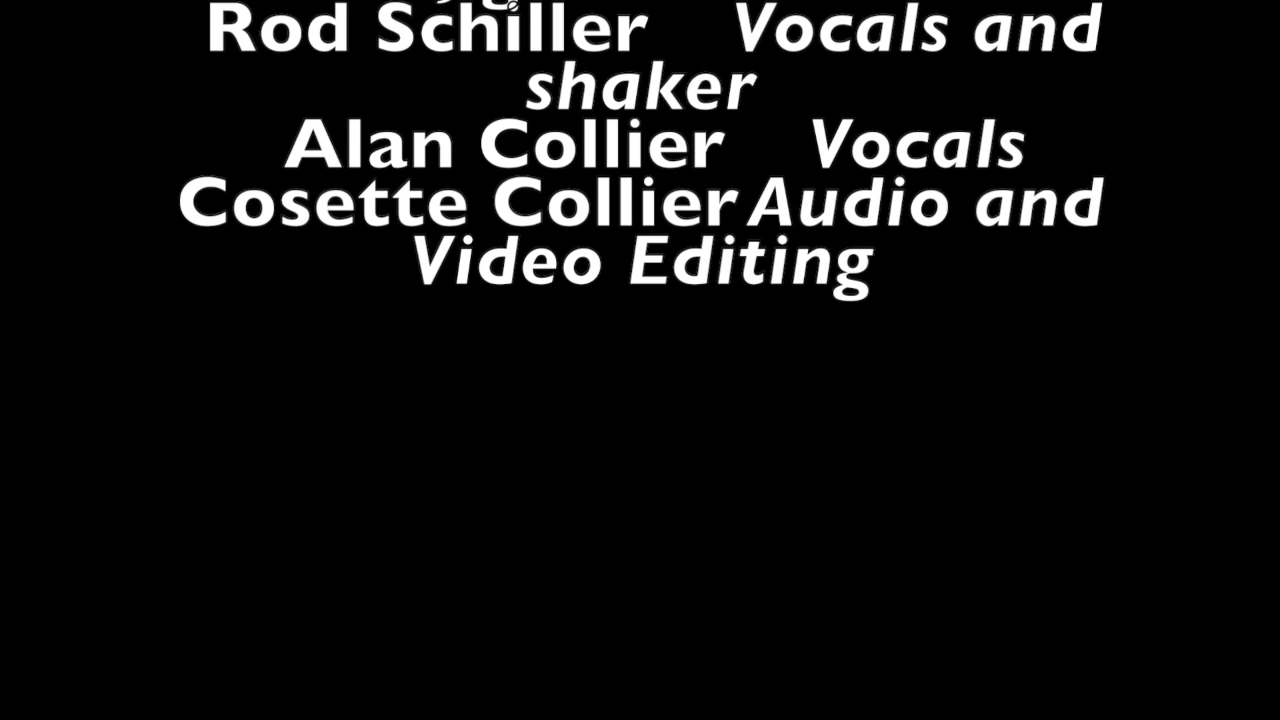 Rod Schiller Vocals and
shaker
Alan Collier Vocals
Cosette Collier Audio and
Video Editing